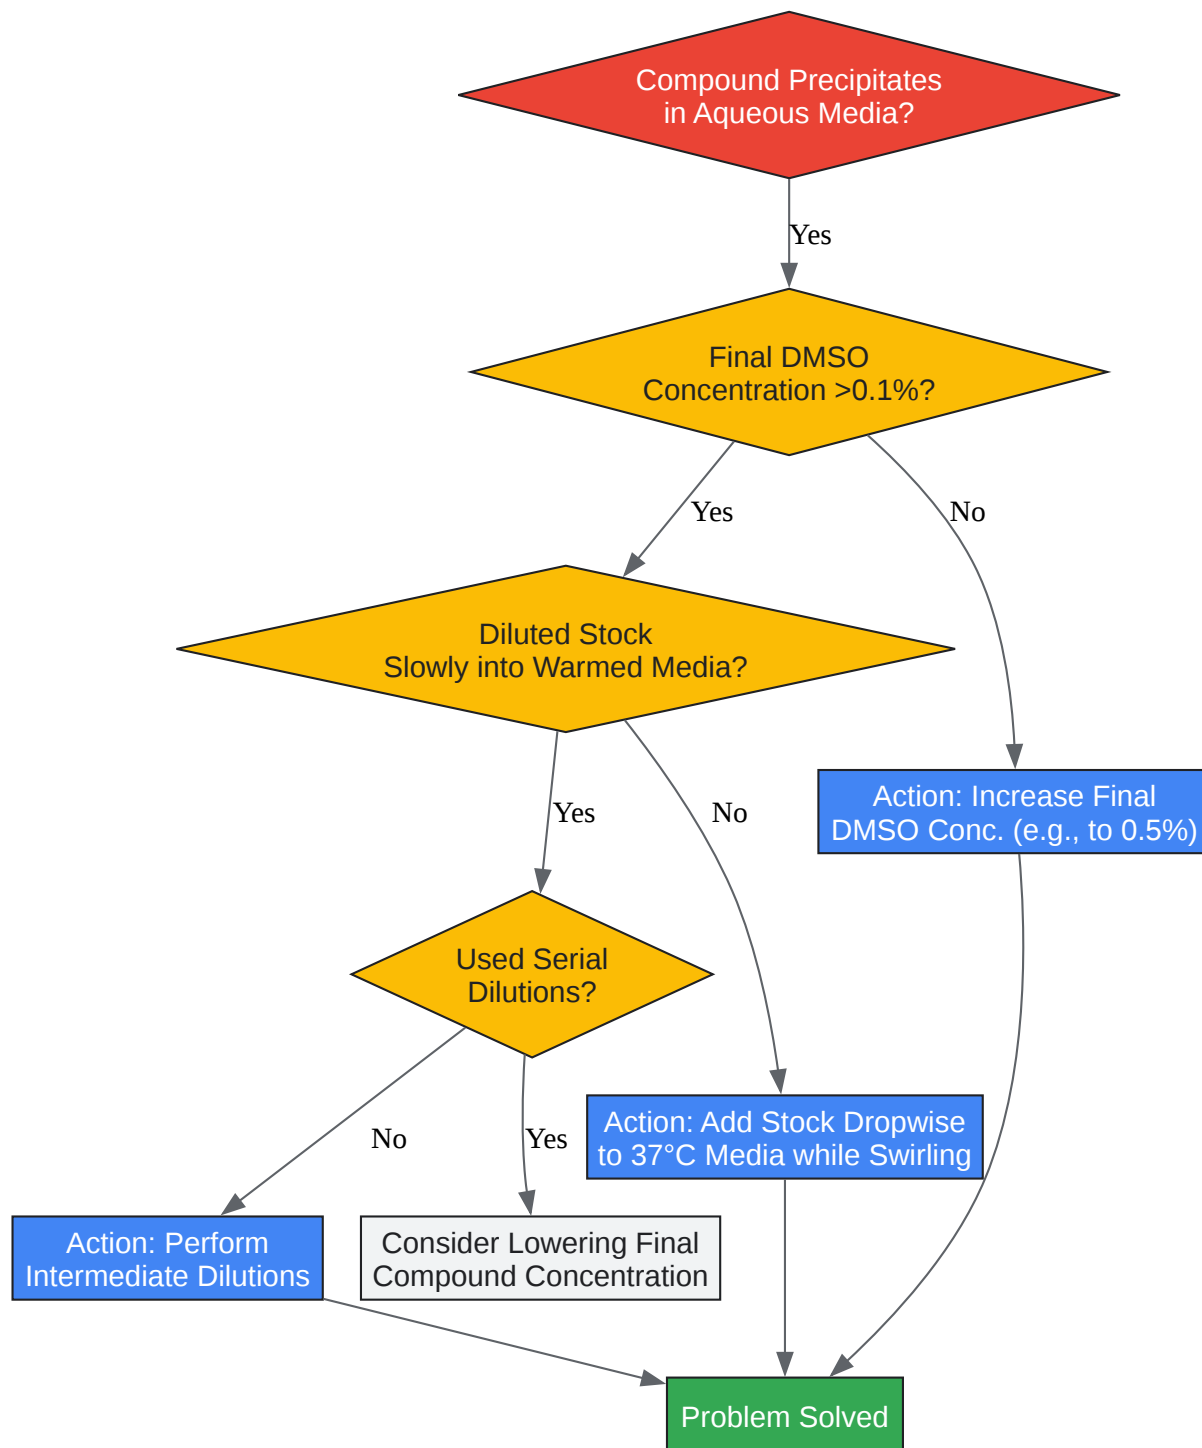 Compound Precipitates
in Aqueous Media?
Yes
Final DMSO
Concentration >0.1%?
Yes
No
Diluted Stock
Slowly into Warmed Media?
Yes
No
Action: Increase Final
DMSO Conc. (e.g., to 0.5%)
Used Serial
Dilutions?
No
Yes
Action: Add Stock Dropwise
to 37°C Media while Swirling
Action: Perform
Intermediate Dilutions
Consider Lowering Final
Compound Concentration
Problem Solved